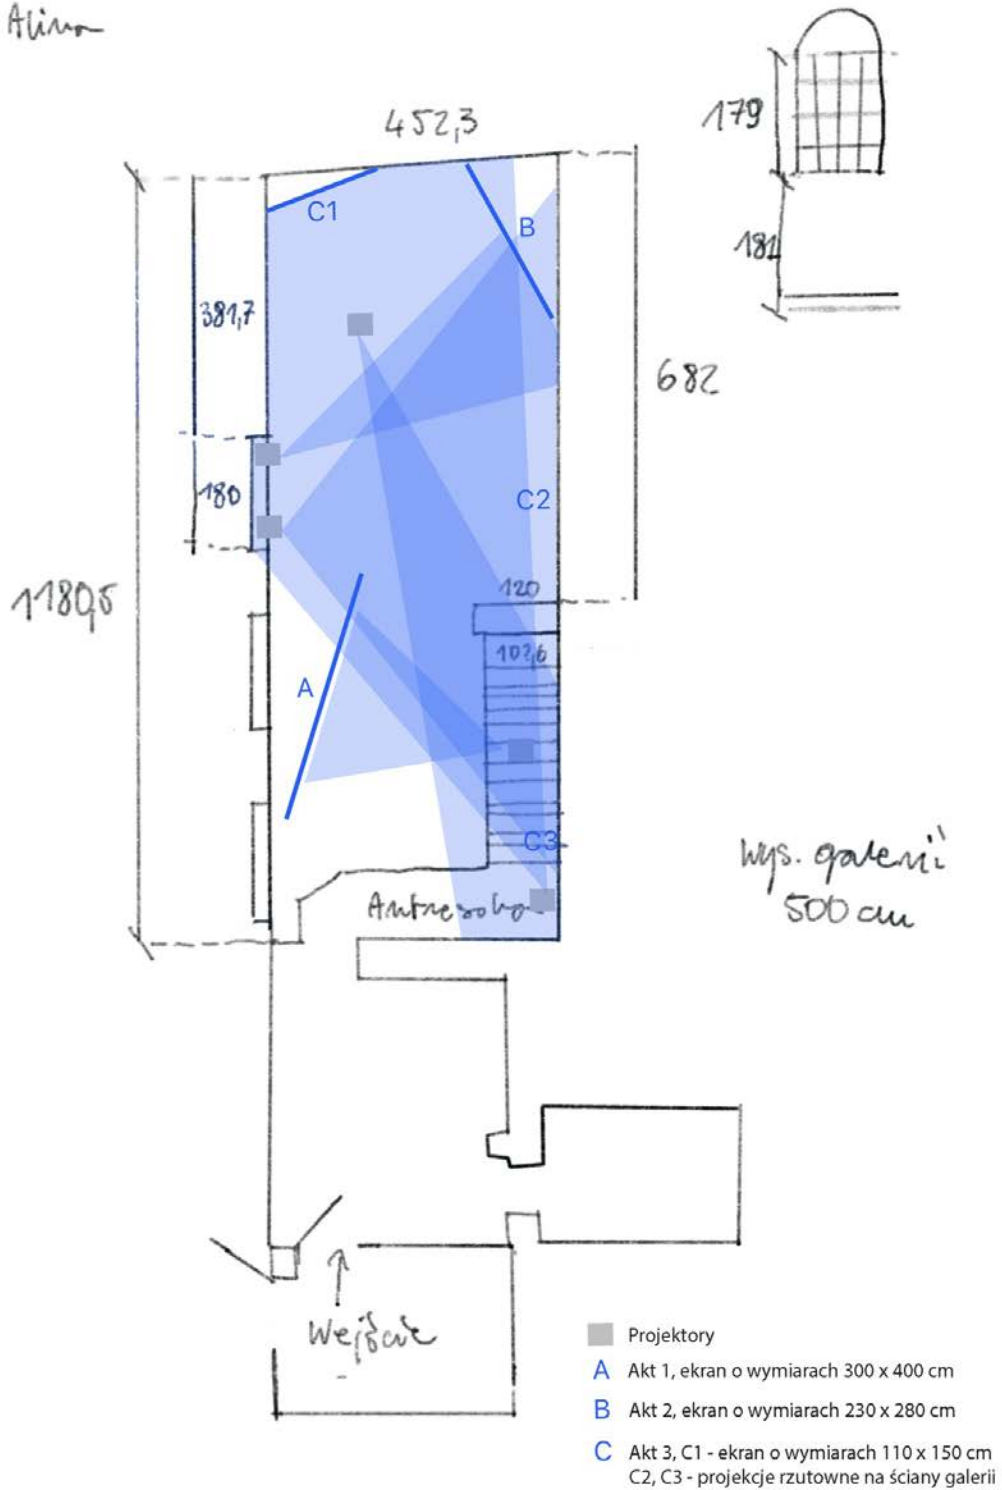 Alina
452,3
179
181
C1
B
381,7
682
180
C2
1180,5
120
102,6
A
C3
wys. galerii
500 cm
Antresola
Wejście
Projektory
A Akt 1, ekran o wymiarach 300 x 400 cm
B Akt 2, ekran o wymiarach 230 x 280 cm
C Akt 3, C1 - ekran o wymiarach 110 x 150 cm
C2, C3 - projekcje rzutowne na ściany galerii